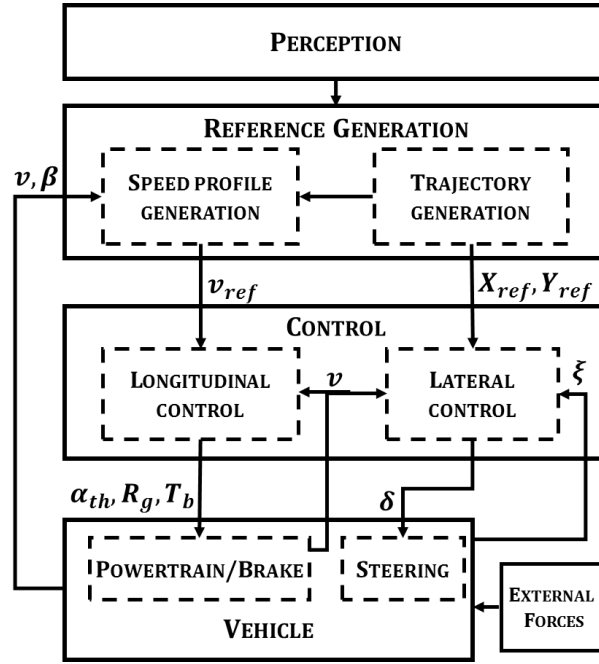 PERCEPTION
REFERENCE GENERATION
v, β
SPEED PROFILE
GENERATION
TRAJECTORY
GENERATION
v_ref
X_ref, Y_ref
CONTROL
LONGITUDINAL
CONTROL
v
LATERAL
CONTROL
ξ
α_th, R_g, T_b
δ
POWERTRAIN/BRAKE
STEERING
EXTERNAL
FORCES
VEHICLE